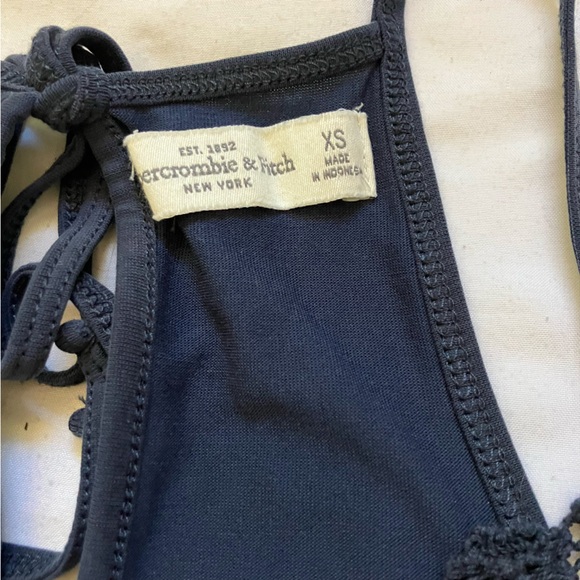 EST. 1892
Abercrombie & Fitch
NEW YORK
XS
MADE
IN INDONESIA